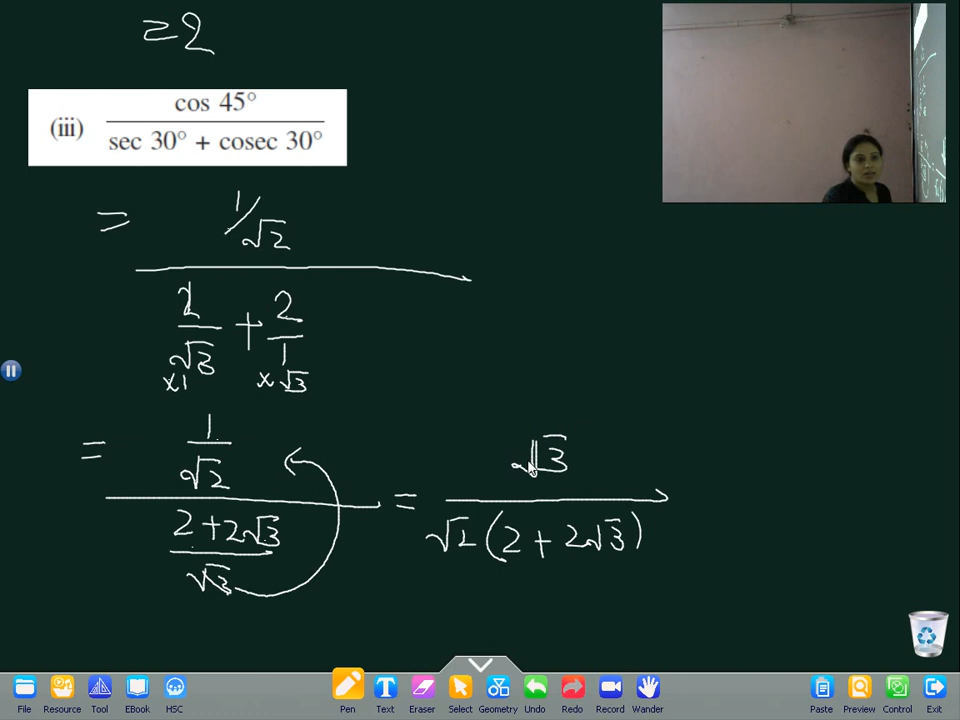 =2
(iii) cos 45° / sec 30° + cosec 30°
= 1/√2
2/√3 + 2/1
×1 ×√3
= 1/√2 / (2+2√3)/√3 = √3 / √2(2+2√3)
File Resource Tool EBook HSC Pen Text Eraser Select Geometry Undo Redo Record Wander Paste Preview Control Exit